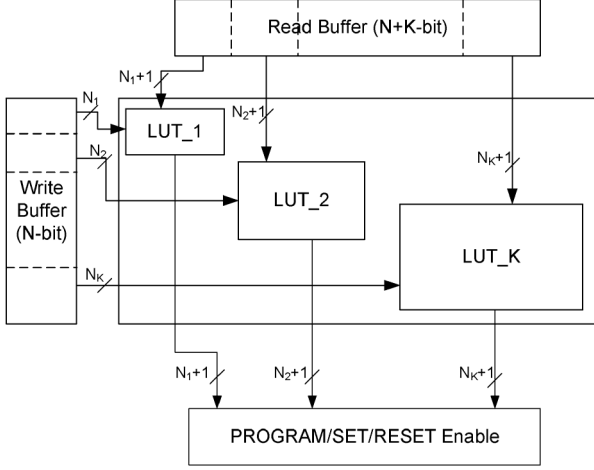 Read Buffer (N+K-bit)
N₁+1
N₁
LUT_1
N₂+1
N₂
Write
Buffer
(N-bit)
LUT_2
Nₖ+1
LUT_K
Nₖ
N₁+1
N₂+1
Nₖ+1
PROGRAM/SET/RESET Enable